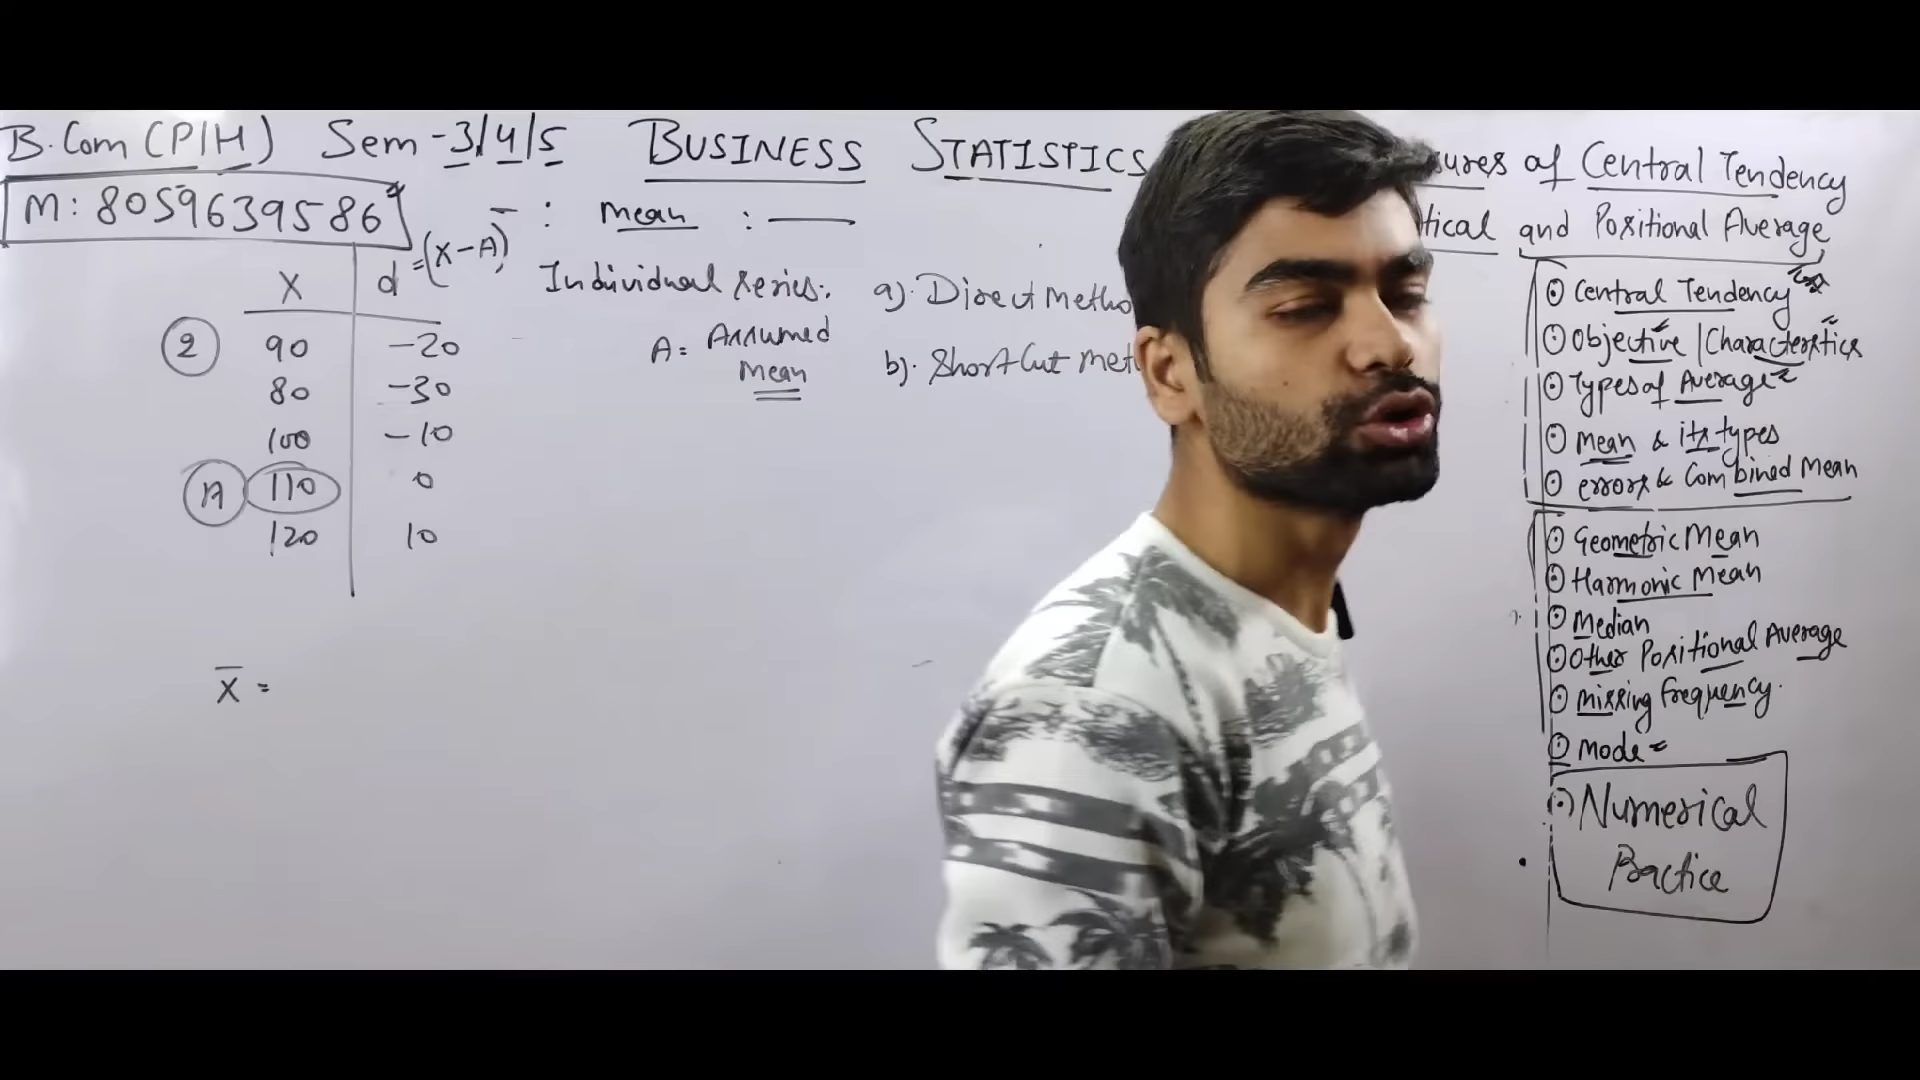 B.Com (P/H) Sem-3/4/5 BUSINESS STATISTICS sures of Central Tendency
M: 8059639586 : Mean : tical and Positional Average
X d=(X-A)
2 90 -20
80 -30
100 -10
A 110 0
120 10
X̄ =
Individual Series:
A= Assumed
Mean
a). Direct Metho
b). Short Cut Met
Central Tendency
Objective / Characteristics
Types of Average
Mean & its types
errors & Combined Mean
Geometric Mean
Harmonic Mean
Median
Other Positional Average
Missing frequency.
Mode
Numerical
Practice